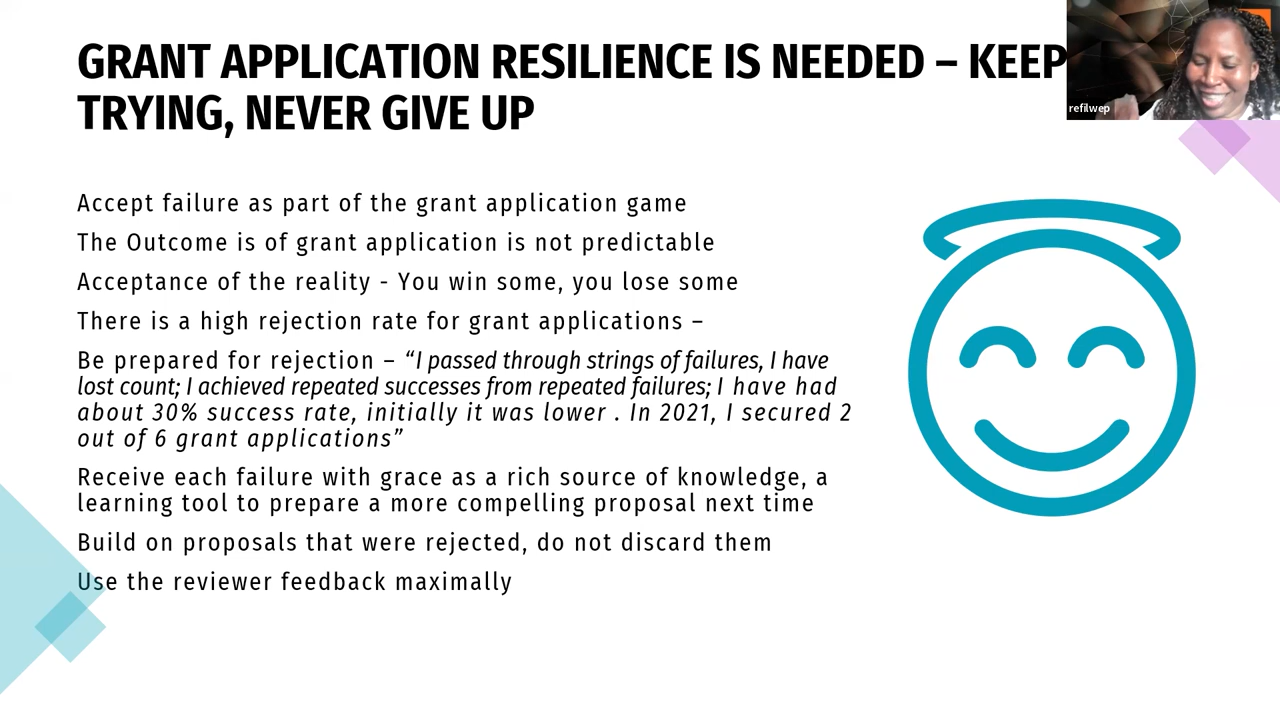 GRANT APPLICATION RESILIENCE IS NEEDED – KEEP
TRYING, NEVER GIVE UP
refilwep
Accept failure as part of the grant application game
The Outcome is of grant application is not predictable
Acceptance of the reality - You win some, you lose some
There is a high rejection rate for grant applications –
Be prepared for rejection – “I passed through strings of failures, I have
lost count; I achieved repeated successes from repeated failures; I have had
about 30% success rate, initially it was lower . In 2021, I secured 2
out of 6 grant applications”
Receive each failure with grace as a rich source of knowledge, a
learning tool to prepare a more compelling proposal next time
Build on proposals that were rejected, do not discard them
Use the reviewer feedback maximally